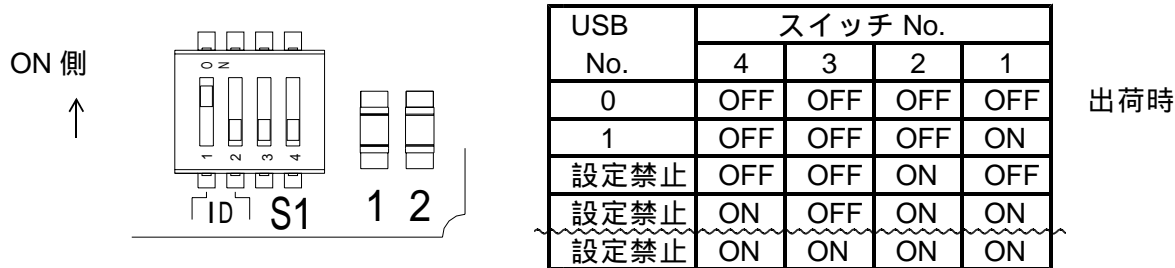 ON 側
↑
O N
1 2 3 4
ID S1 1 2
USB No. スイッチ No.
4 3 2 1
0 OFF OFF OFF OFF 出荷時
1 OFF OFF OFF ON
設定禁止 OFF OFF ON OFF
設定禁止 ON OFF ON ON
設定禁止 ON ON ON ON